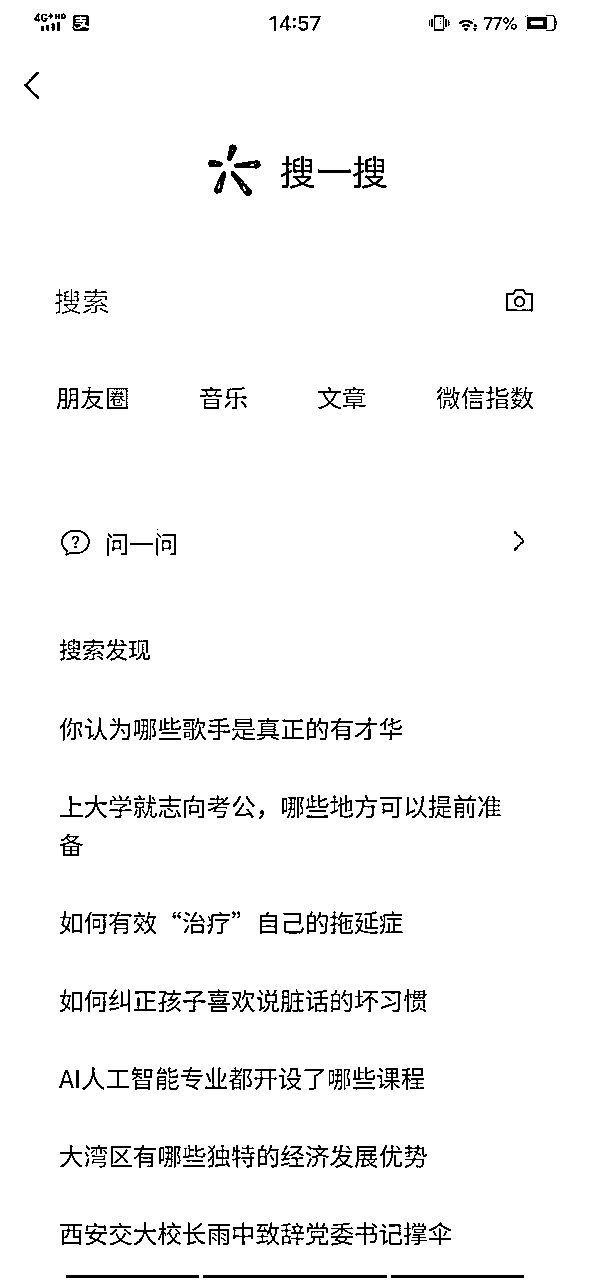 4G+HD 支 14:57 77%
搜一搜
搜索
朋友圈 音乐 文章 微信指数
问一问
搜索发现
你认为哪些歌手是真正的有才华
上大学就志向考公，哪些地方可以提前准
备
如何有效“治疗”自己的拖延症
如何纠正孩子喜欢说脏话的坏习惯
AI人工智能专业都开设了哪些课程
大湾区有哪些独特的经济发展优势
西安交大校长雨中致辞党委书记撑伞